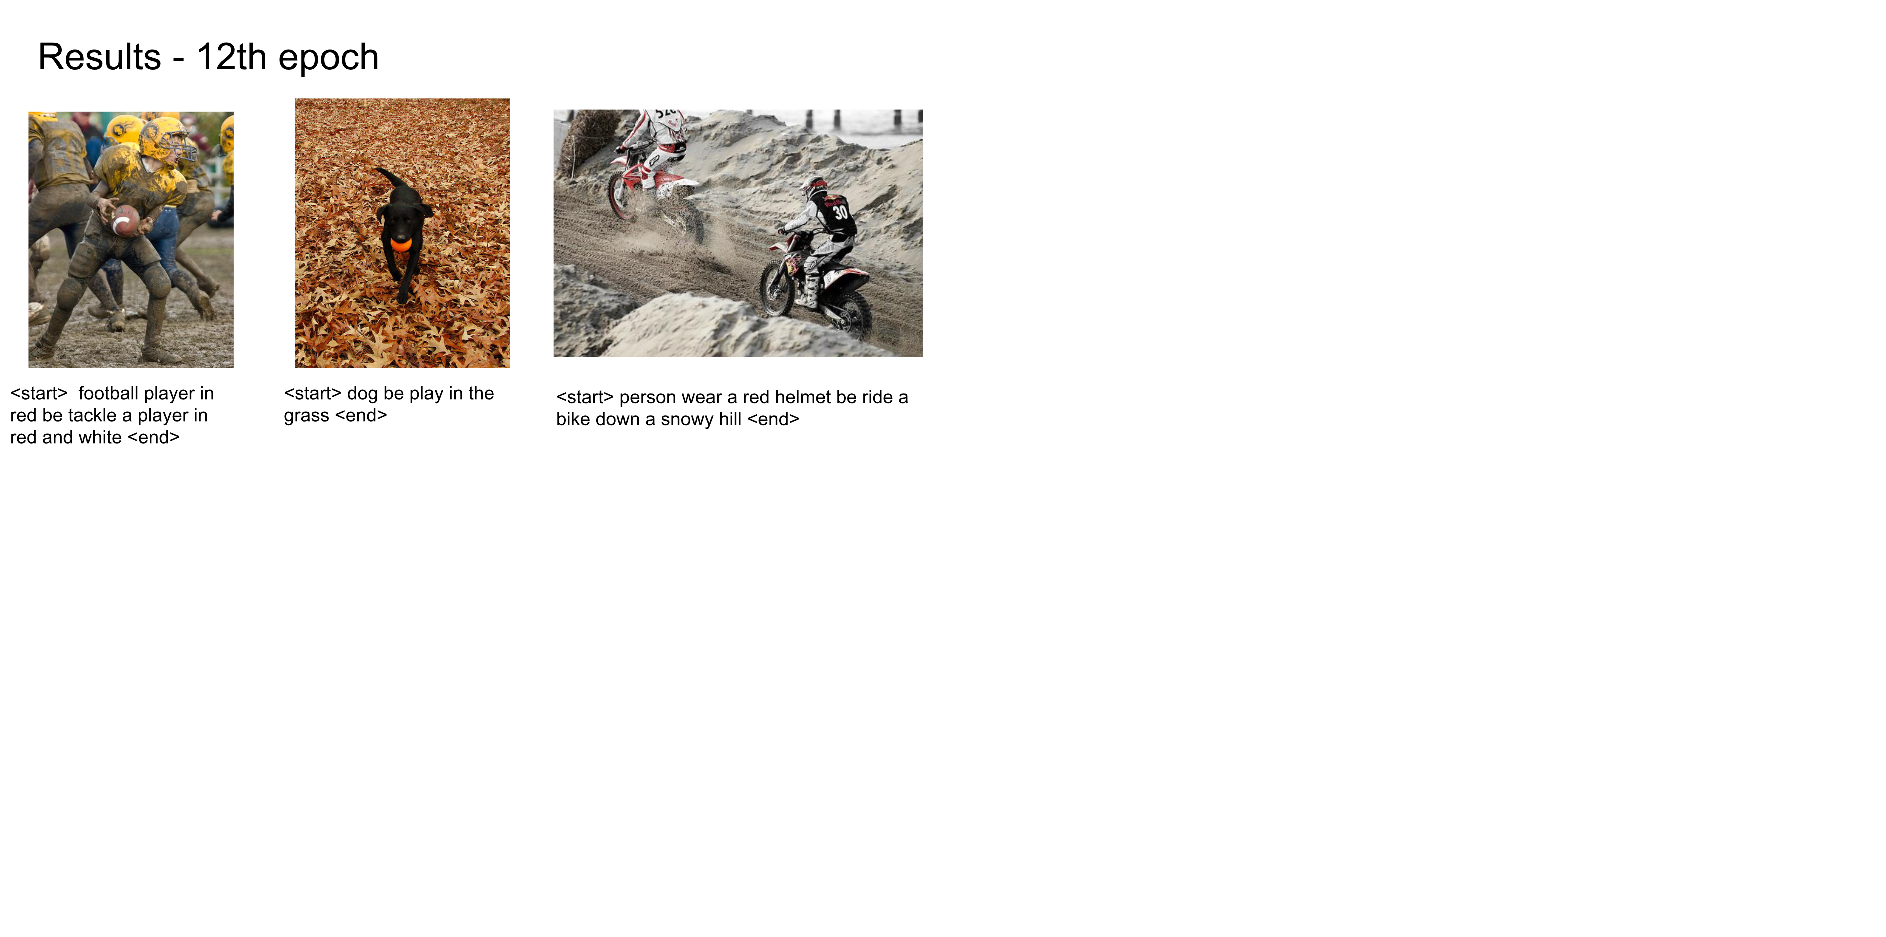 Results - 12th epoch
520
30
<start>  football player in
red be tackle a player in
red and white <end>
<start> dog be play in the
grass <end>
<start> person wear a red helmet be ride a
bike down a snowy hill <end>